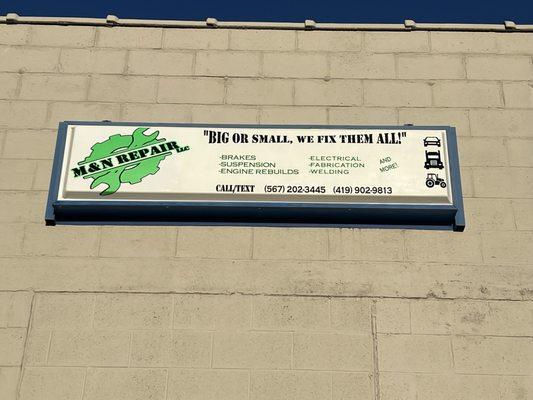 M&N REPAIR LLC
"BIG OR SMALL, WE FIX THEM ALL!"
-BRAKES
-SUSPENSION
-ENGINE REBUILDS
-ELECTRICAL
-FABRICATION
-WELDING
AND
MORE!
CALL/TEXT (567) 202-3445 (419) 902-9813